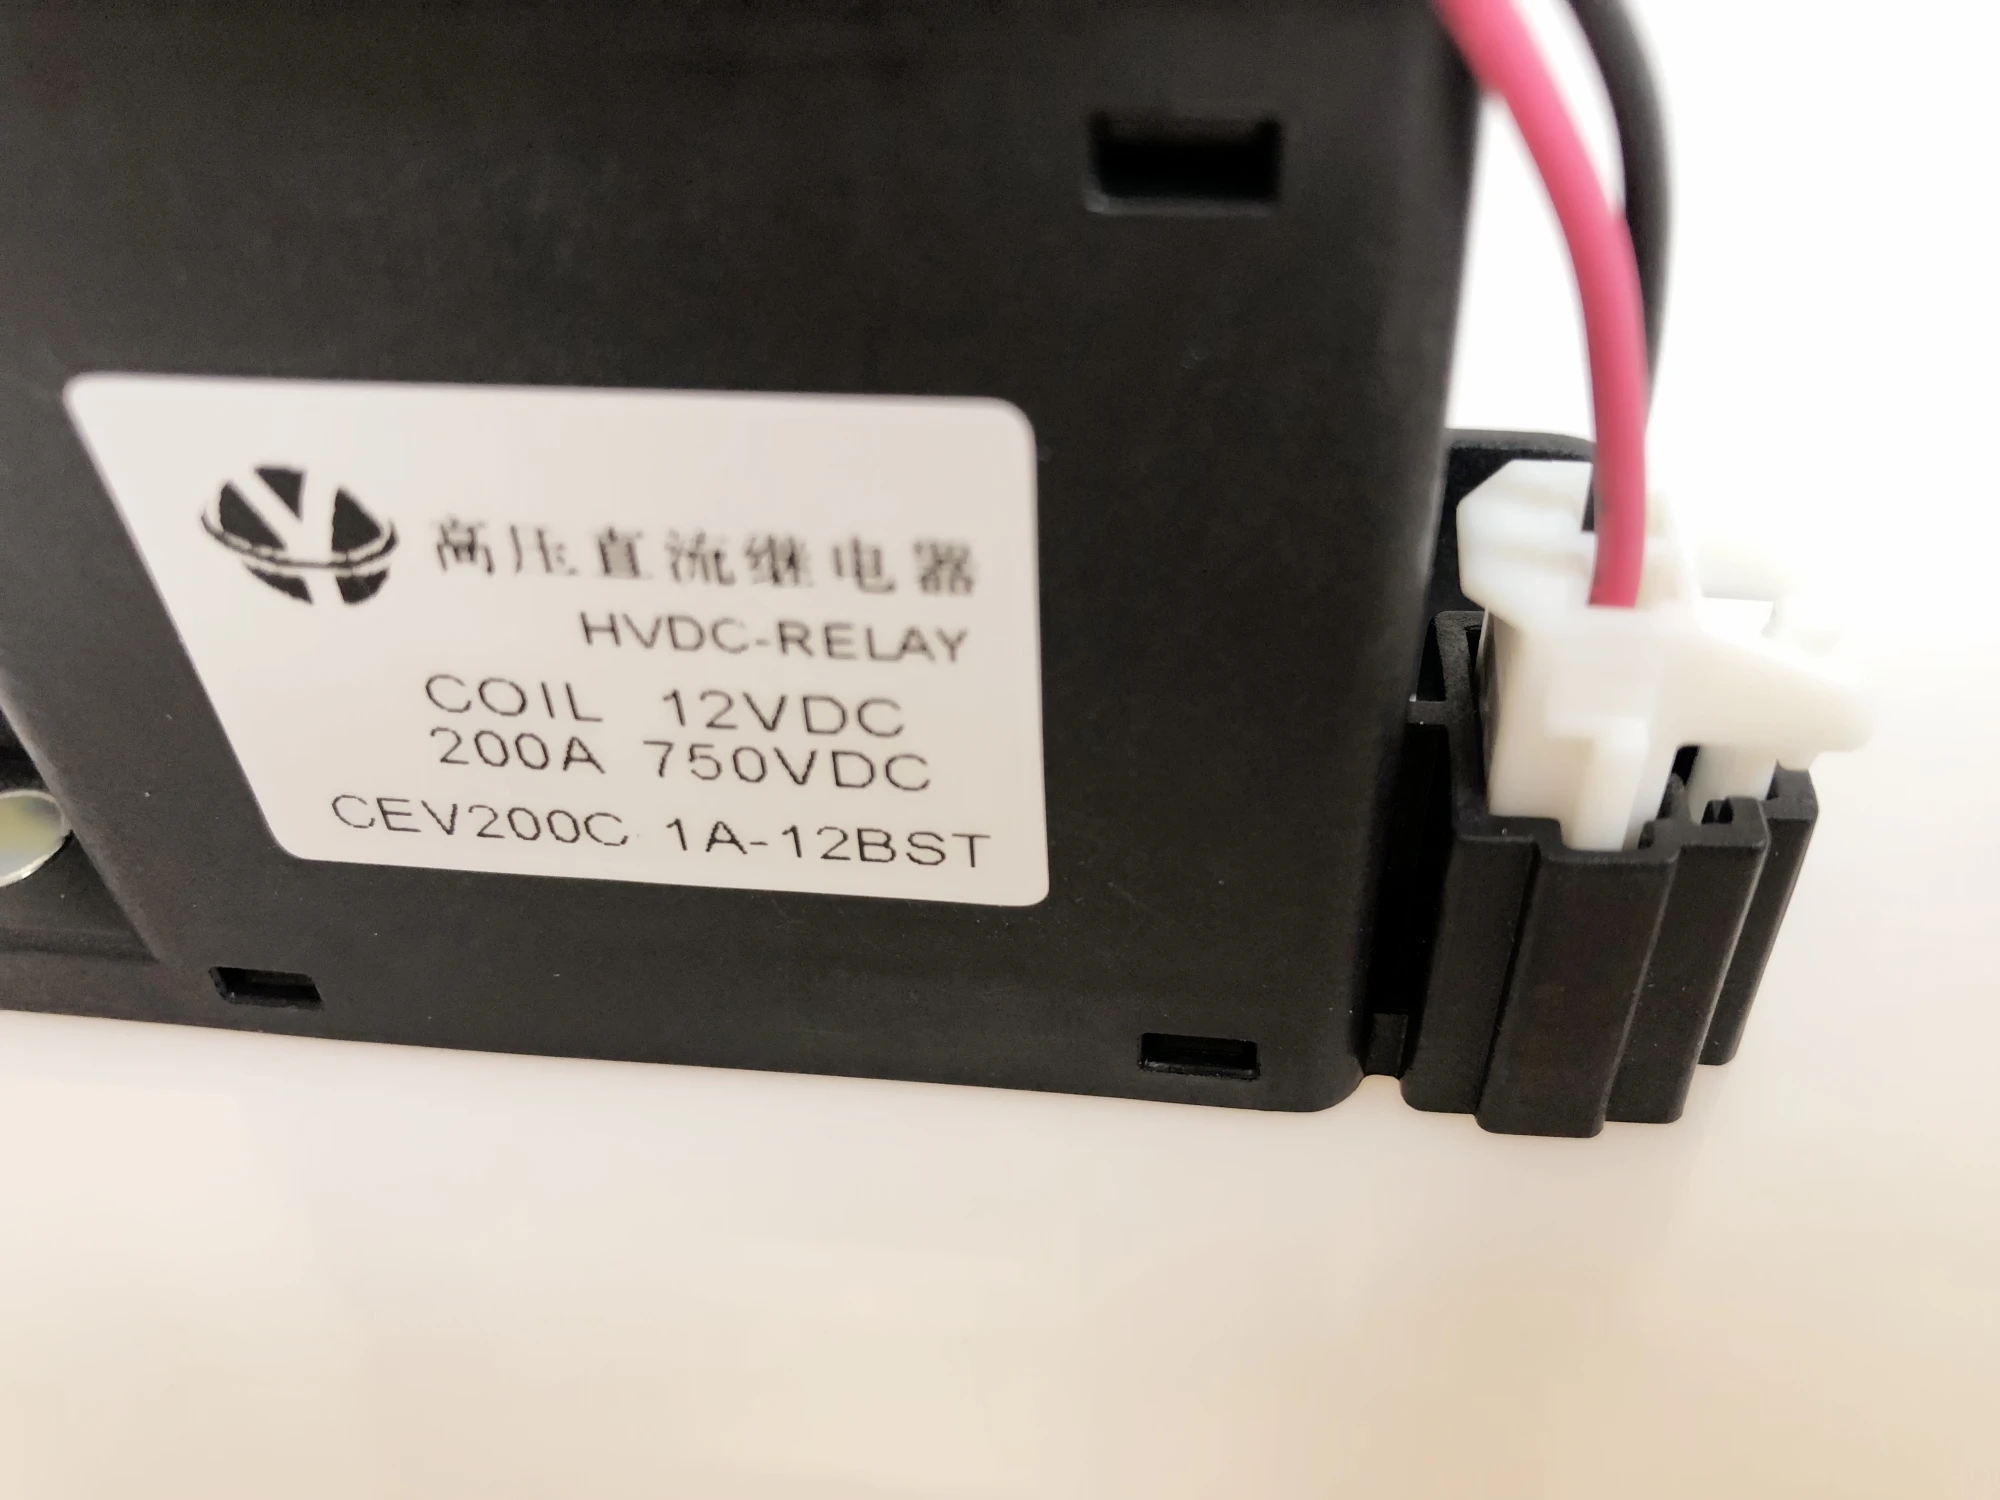 高压直流继电器
HVDC-RELAY
COIL 12VDC
200A 750VDC
CEV200C 1A-12BST